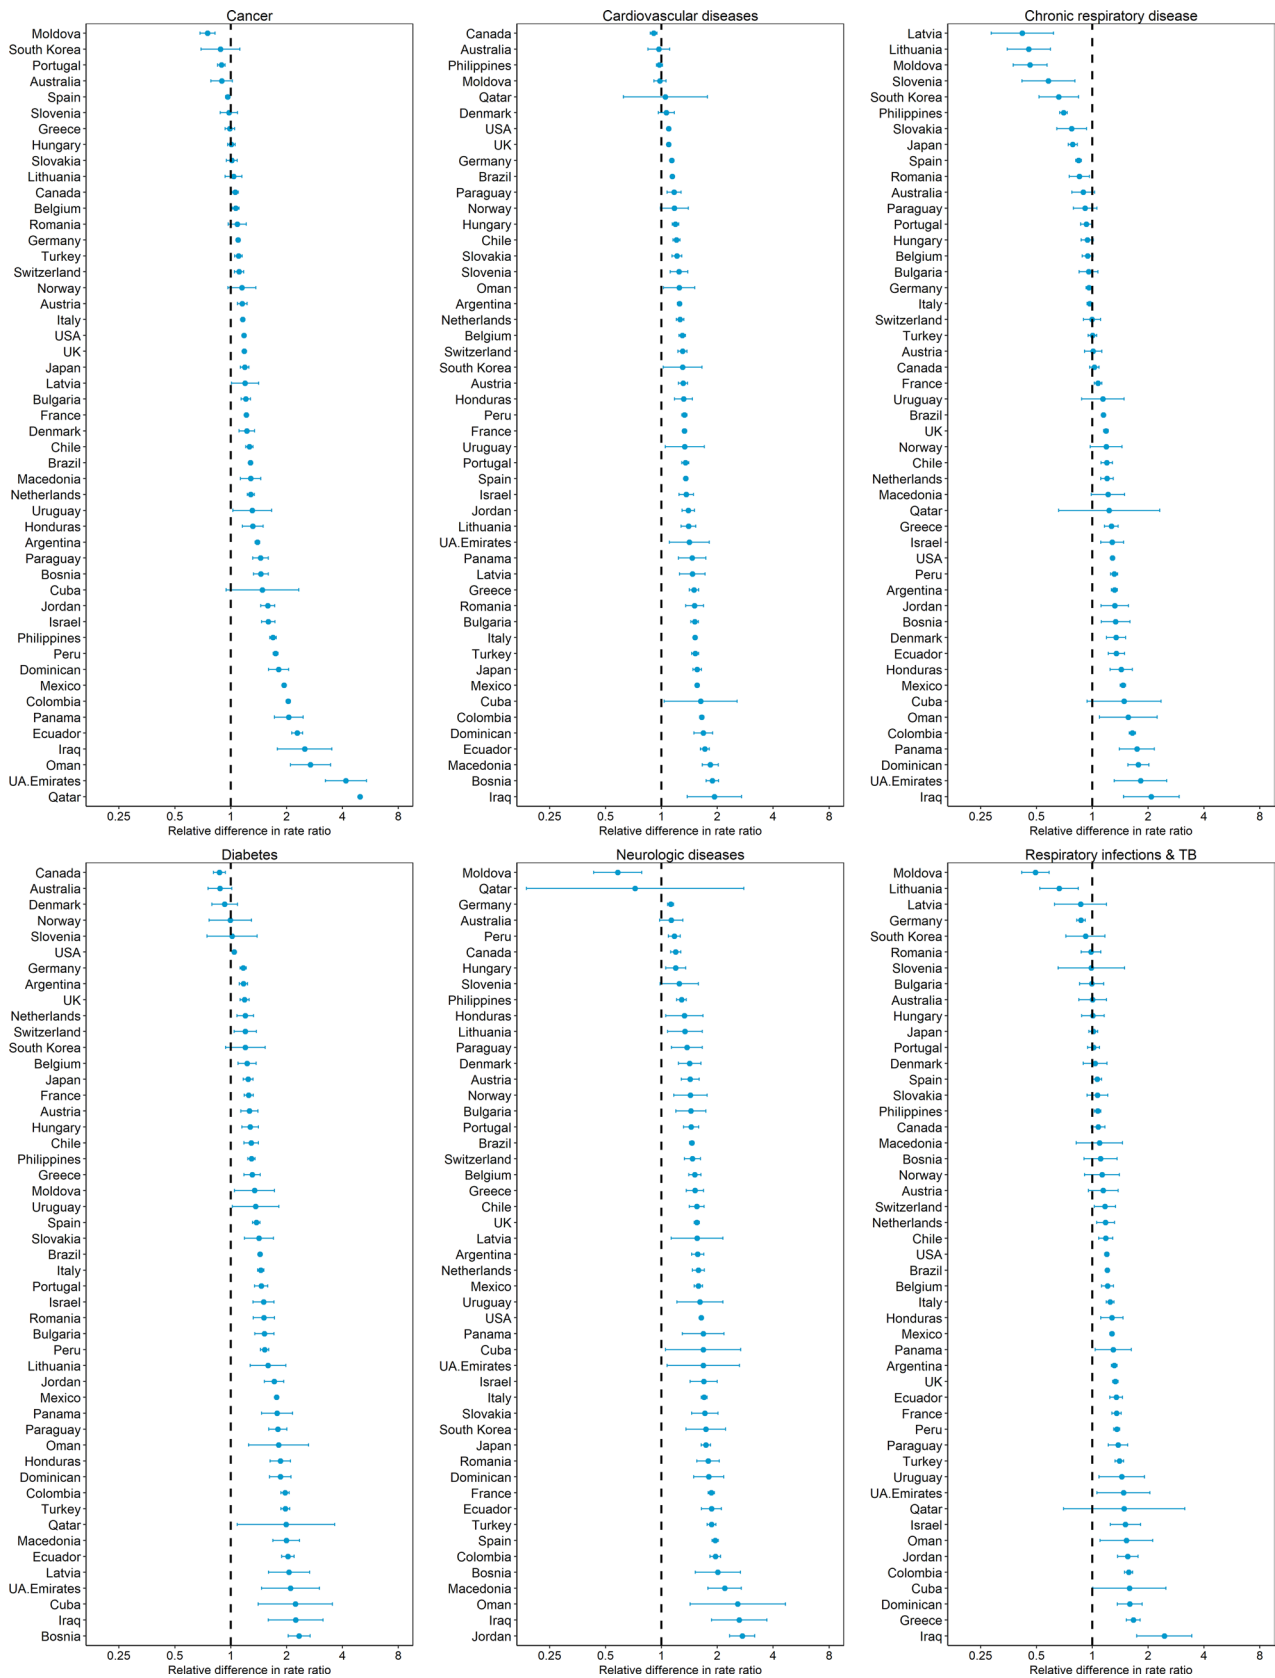 Cancer
Moldova
South Korea
Portugal
Australia
Spain
Slovenia
Greece
Hungary
Slovakia
Lithuania
Canada
Belgium
Romania
Germany
Turkey
Switzerland
Norway
Austria
Italy
USA
UK
Japan
Latvia
Bulgaria
France
Denmark
Chile
Brazil
Macedonia
Netherlands
Uruguay
Honduras
Argentina
Paraguay
Bosnia
Cuba
Jordan
Israel
Philippines
Peru
Dominican
Mexico
Colombia
Panama
Ecuador
Iraq
Oman
UA.Emirates
Qatar
0.25 0.5 1 2 4 8
Relative difference in rate ratio
Cardiovascular diseases
Canada
Australia
Philippines
Moldova
Qatar
Denmark
USA
UK
Germany
Brazil
Paraguay
Norway
Hungary
Chile
Slovakia
Slovenia
Oman
Argentina
Netherlands
Belgium
Switzerland
South Korea
Austria
Honduras
Peru
France
Uruguay
Portugal
Spain
Israel
Jordan
Lithuania
UA.Emirates
Panama
Latvia
Greece
Romania
Bulgaria
Italy
Turkey
Japan
Mexico
Cuba
Colombia
Dominican
Ecuador
Macedonia
Bosnia
Iraq
0.25 0.5 1 2 4 8
Relative difference in rate ratio
Chronic respiratory disease
Latvia
Lithuania
Moldova
Slovenia
South Korea
Philippines
Slovakia
Japan
Spain
Romania
Australia
Paraguay
Portugal
Hungary
Belgium
Bulgaria
Germany
Italy
Switzerland
Turkey
Austria
Canada
France
Uruguay
Brazil
UK
Norway
Chile
Netherlands
Macedonia
Qatar
Greece
Israel
USA
Peru
Argentina
Jordan
Bosnia
Denmark
Ecuador
Honduras
Mexico
Cuba
Oman
Colombia
Panama
Dominican
UA.Emirates
Iraq
0.25 0.5 1 2 4 8
Relative difference in rate ratio
Diabetes
Canada
Australia
Denmark
Norway
Slovenia
USA
Germany
Argentina
UK
Netherlands
Switzerland
South Korea
Belgium
Japan
France
Austria
Hungary
Chile
Philippines
Greece
Moldova
Uruguay
Spain
Slovakia
Brazil
Italy
Portugal
Israel
Romania
Bulgaria
Peru
Lithuania
Jordan
Mexico
Panama
Paraguay
Oman
Honduras
Dominican
Colombia
Turkey
Qatar
Macedonia
Ecuador
Latvia
UA.Emirates
Cuba
Iraq
Bosnia
0.25 0.5 1 2 4 8
Relative difference in rate ratio
Neurologic diseases
Moldova
Qatar
Germany
Australia
Peru
Canada
Hungary
Slovenia
Philippines
Honduras
Lithuania
Paraguay
Denmark
Austria
Norway
Bulgaria
Portugal
Brazil
Switzerland
Belgium
Greece
Chile
UK
Latvia
Argentina
Netherlands
Mexico
Uruguay
USA
Panama
Cuba
UA.Emirates
Israel
Italy
Slovakia
South Korea
Japan
Romania
Dominican
France
Ecuador
Turkey
Spain
Colombia
Bosnia
Macedonia
Oman
Iraq
Jordan
0.25 0.5 1 2 4 8
Relative difference in rate ratio
Respiratory infections & TB
Moldova
Lithuania
Latvia
Germany
South Korea
Romania
Slovenia
Bulgaria
Australia
Hungary
Japan
Portugal
Denmark
Spain
Slovakia
Philippines
Canada
Macedonia
Bosnia
Norway
Austria
Switzerland
Netherlands
Chile
USA
Brazil
Belgium
Italy
Honduras
Mexico
Panama
Argentina
UK
Ecuador
France
Peru
Paraguay
Turkey
Uruguay
UA.Emirates
Qatar
Israel
Oman
Jordan
Colombia
Cuba
Dominican
Greece
Iraq
0.25 0.5 1 2 4 8
Relative difference in rate ratio